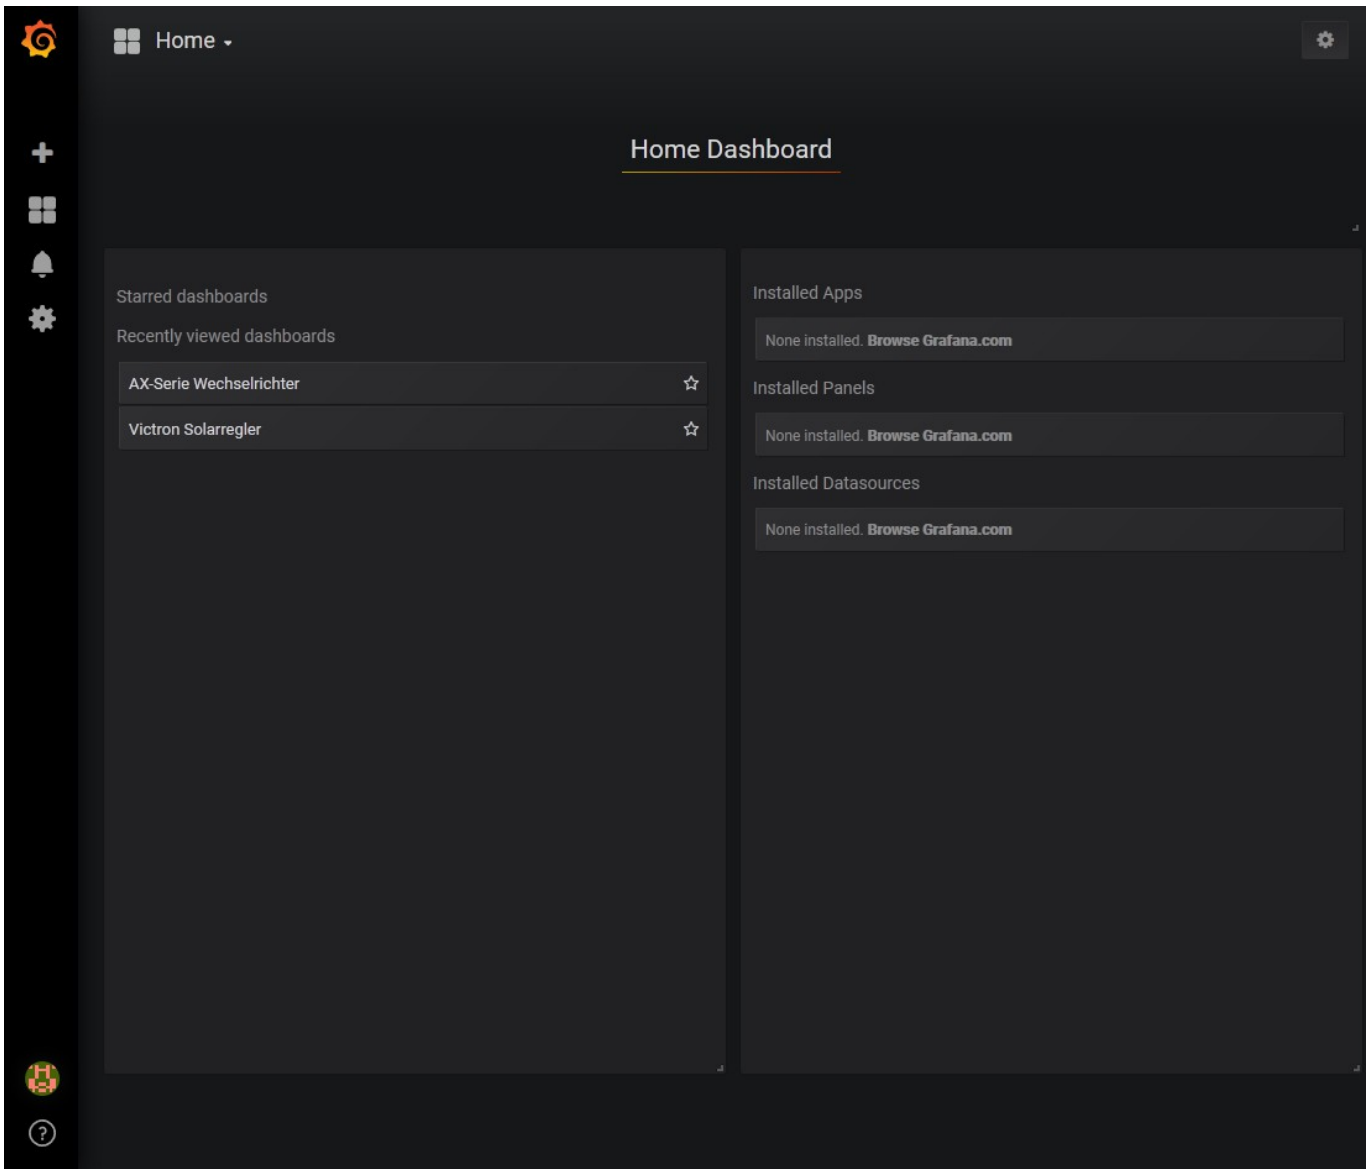 Home
Home Dashboard
Starred dashboards
Recently viewed dashboards
AX-Serie Wechselrichter
Victron Solarregler
Installed Apps
None installed. Browse Grafana.com
Installed Panels
None installed. Browse Grafana.com
Installed Datasources
None installed. Browse Grafana.com